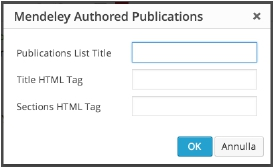 Mendeley Authored Publications ×
Publications List Title
Title HTML Tag
Sections HTML Tag
OK Annulla